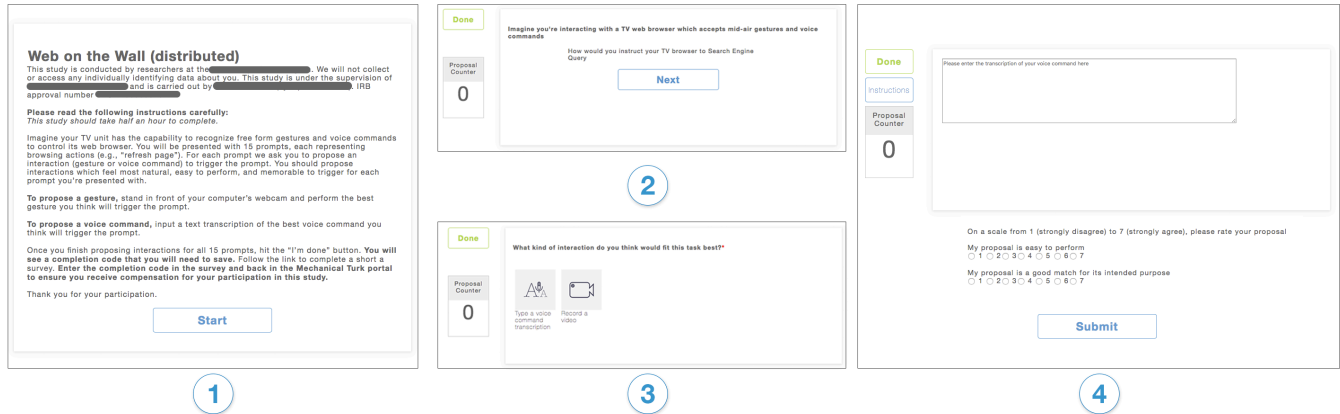 Web on the Wall (distributed)
This study is conducted by researchers at the . We will not collect
or access any individually identifying data about you. This study is under the supervision of
and is carried out by . IRB
approval number
Please read the following instructions carefully:
This study should take half an hour to complete.
Imagine your TV unit has the capability to recognize free form gestures and voice commands
to control its web browser. You will be presented with 15 prompts, each representing
browsing actions (e.g., "refresh page"). For each prompt we ask you to propose an
interaction (gesture or voice command) to trigger the prompt. You should propose
interactions which feel most natural, easy to perform, and memorable to trigger for each
prompt you're presented with.
To propose a gesture, stand in front of your computer's webcam and perform the best
gesture you think will trigger the prompt.
To propose a voice command, input a text transcription of the best voice command you
think will trigger the prompt.
Once you finish proposing interactions for all 15 prompts, hit the "I'm done" button. You will
see a completion code that you will need to save. Follow the link to complete a short a
survey. Enter the completion code in the survey and back in the Mechanical Turk portal
to ensure you receive compensation for your participation in this study.
Thank you for your participation.
Start
1
Done
Proposal
Counter
0
Imagine you're interacting with a TV web browser which accepts mid-air gestures and voice
commands
How would you instruct your TV browser to Search Engine
Query
Next
2
Done
Proposal
Counter
0
What kind of interaction do you think would fit this task best?*
Type a voice
command
transcription
Record a
video
3
Done
Instructions
Proposal
Counter
0
Please enter the transcription of your voice command here
On a scale from 1 (strongly disagree) to 7 (strongly agree), please rate your proposal
My proposal is easy to perform
1 2 3 4 5 6 7
My proposal is a good match for its intended purpose
1 2 3 4 5 6 7
Submit
4